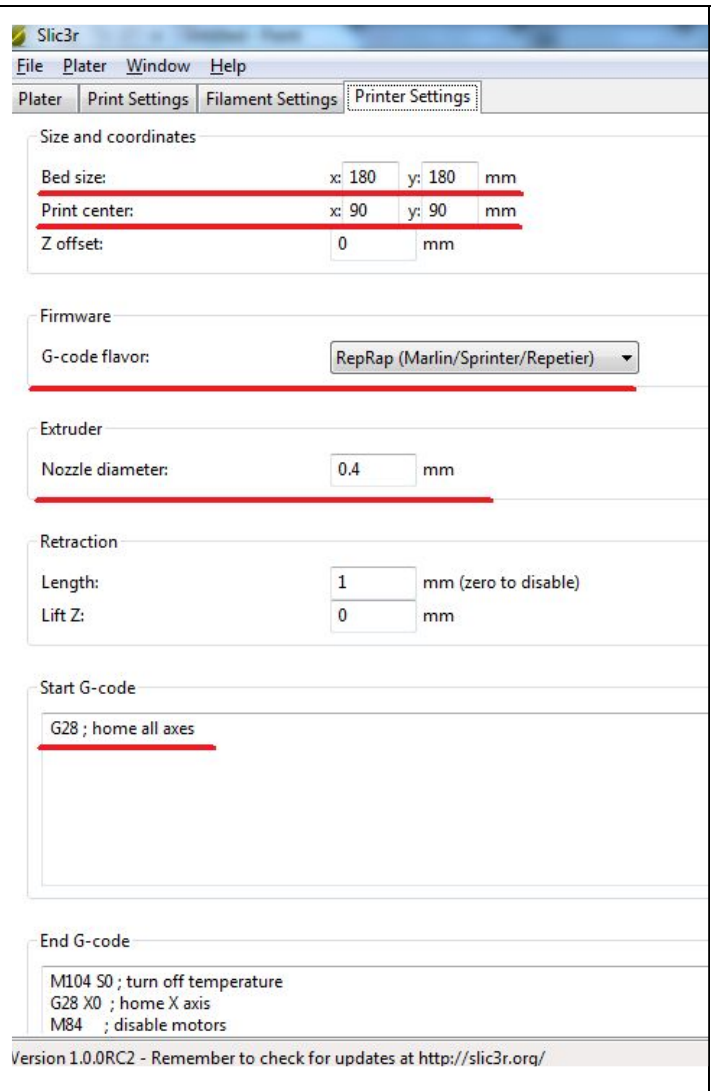 Slic3r
File Plater Window Help
Plater Print Settings Filament Settings Printer Settings
Size and coordinates
Bed size: x: 180 y: 180 mm
Print center: x: 90 y: 90 mm
Z offset: 0 mm
Firmware
G-code flavor: RepRap (Marlin/Sprinter/Repetier)
Extruder
Nozzle diameter: 0.4 mm
Retraction
Length: 1 mm (zero to disable)
Lift Z: 0 mm
Start G-code
G28 ; home all axes
End G-code
M104 S0 ; turn off temperature
G28 X0 ; home X axis
M84 ; disable motors
Version 1.0.0RC2 - Remember to check for updates at http://slic3r.org/